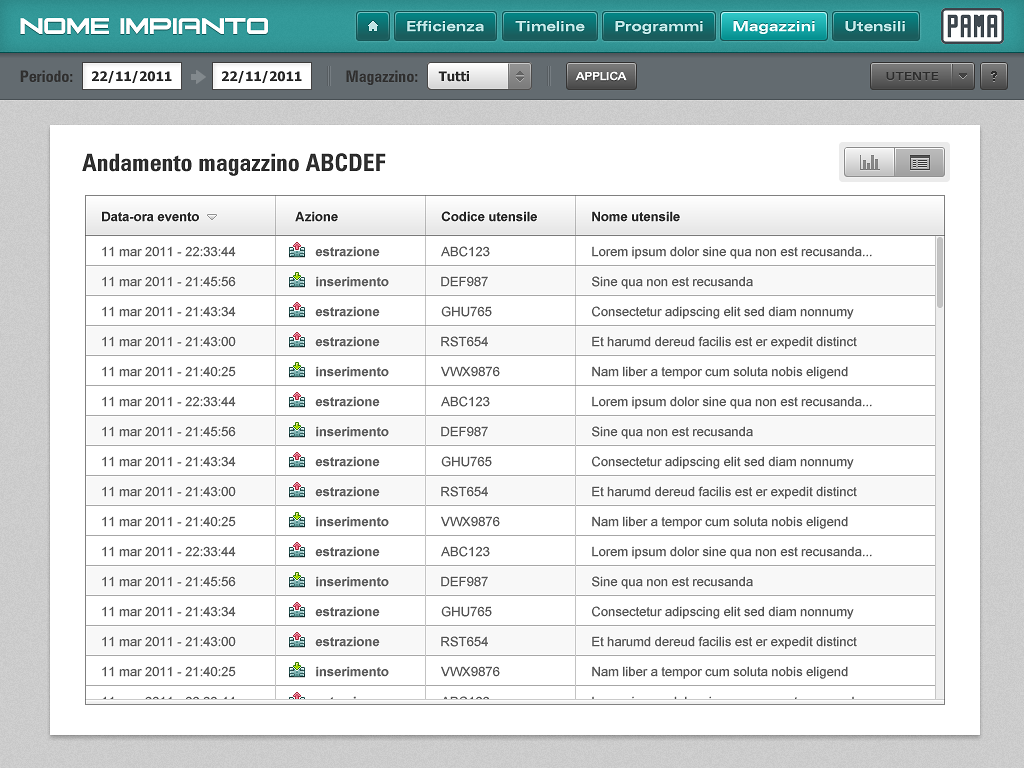 NOME IMPIANTO Efficienza Timeline Programmi Magazzini Utensili PAMA
Periodo: 22/11/2011 22/11/2011 Magazzino: Tutti APPLICA UTENTE ?
Andamento magazzino ABCDEF
Data-ora evento Azione Codice utensile Nome utensile
11 mar 2011 - 22:33:44 estrazione ABC123 Lorem ipsum dolor sine qua non est recusanda...
11 mar 2011 - 21:45:56 inserimento DEF987 Sine qua non est recusanda
11 mar 2011 - 21:43:34 estrazione GHU765 Consectetur adipscing elit sed diam nonnumy
11 mar 2011 - 21:43:00 estrazione RST654 Et harumd dereud facilis est er expedit distinct
11 mar 2011 - 21:40:25 inserimento VWX9876 Nam liber a tempor cum soluta nobis eligend
11 mar 2011 - 22:33:44 estrazione ABC123 Lorem ipsum dolor sine qua non est recusanda...
11 mar 2011 - 21:45:56 inserimento DEF987 Sine qua non est recusanda
11 mar 2011 - 21:43:34 estrazione GHU765 Consectetur adipscing elit sed diam nonnumy
11 mar 2011 - 21:43:00 estrazione RST654 Et harumd dereud facilis est er expedit distinct
11 mar 2011 - 21:40:25 inserimento VWX9876 Nam liber a tempor cum soluta nobis eligend
11 mar 2011 - 22:33:44 estrazione ABC123 Lorem ipsum dolor sine qua non est recusanda...
11 mar 2011 - 21:45:56 inserimento DEF987 Sine qua non est recusanda
11 mar 2011 - 21:43:34 estrazione GHU765 Consectetur adipscing elit sed diam nonnumy
11 mar 2011 - 21:43:00 estrazione RST654 Et harumd dereud facilis est er expedit distinct
11 mar 2011 - 21:40:25 inserimento VWX9876 Nam liber a tempor cum soluta nobis eligend